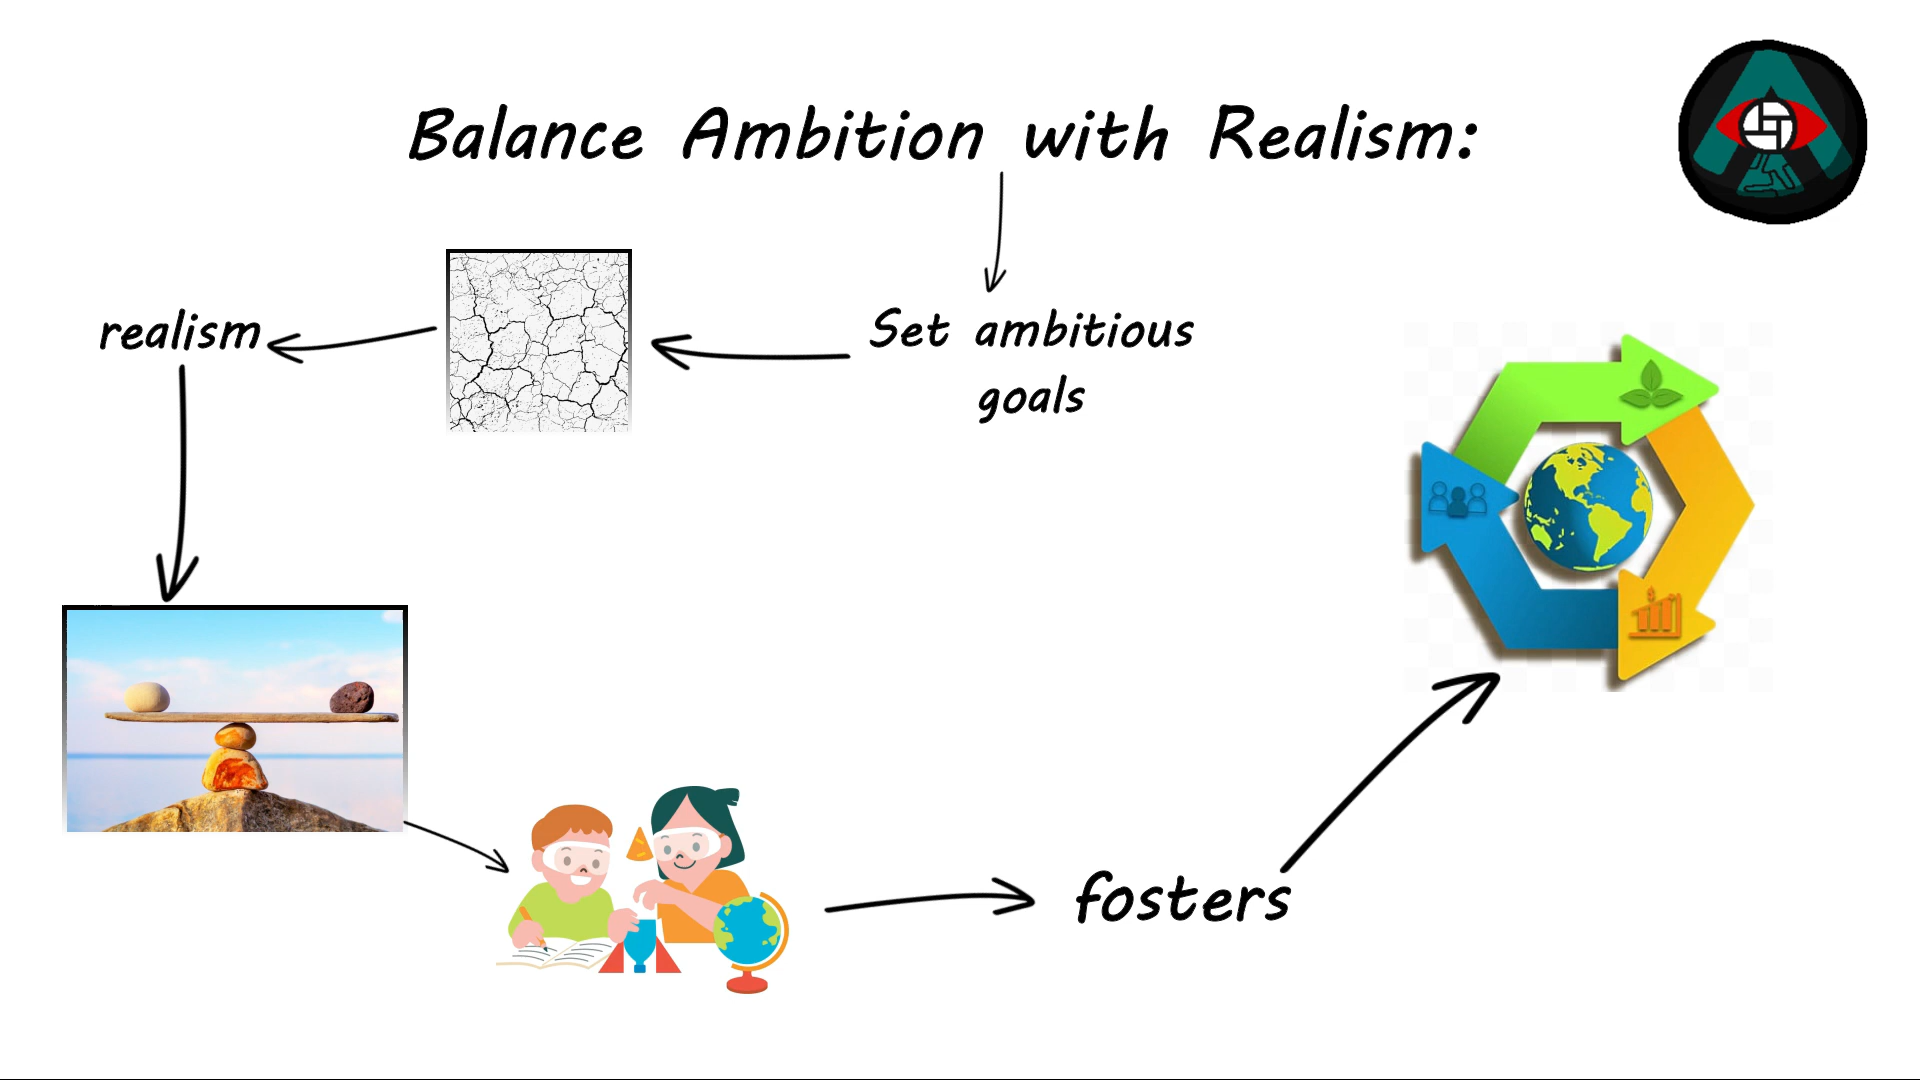 Balance Ambition with Realism:
realism
Set ambitious
goals
fosters